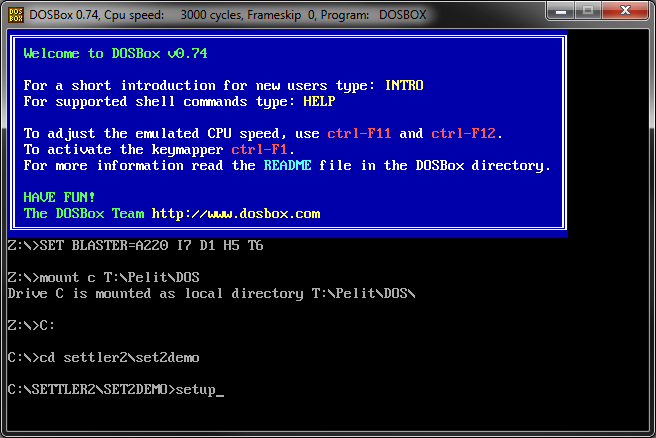 DOS
BOX
DOSBox 0.74, Cpu speed: 3000 cycles, Frameskip 0, Program: DOSBOX
Welcome to DOSBox v0.74
For a short introduction for new users type: INTRO
For supported shell commands type: HELP
To adjust the emulated CPU speed, use ctrl-F11 and ctrl-F12.
To activate the keymapper ctrl-F1.
For more information read the README file in the DOSBox directory.
HAVE FUN!
The DOSBox Team http://www.dosbox.com
Z:\>SET BLASTER=A220 I7 D1 H5 T6
Z:\>mount c T:\Pelit\DOS
Drive C is mounted as local directory T:\Pelit\DOS\
Z:\>C:
C:\>cd settler2\set2demo
C:\SETTLER2\SET2DEMO>setup_